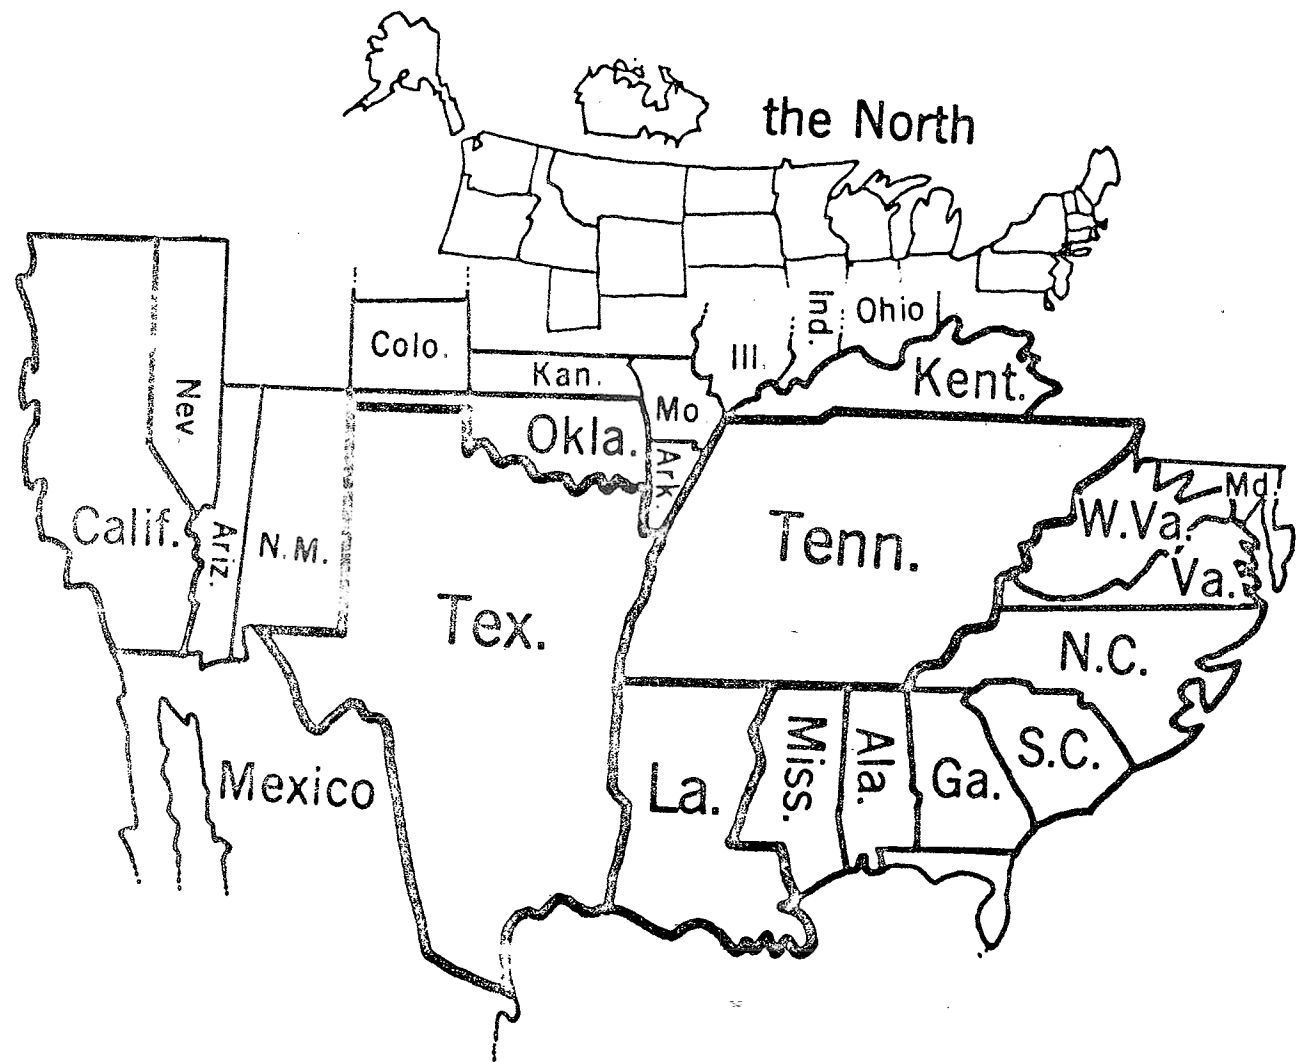 the North
Ind.
Ohio
Colo.
Ill.
Kan.
Kent.
Nev.
Mo
Okla.
Ark.
Md.
Calif.
Ariz.
N.M.
Tenn.
W.Va.
Va.
Tex.
N.C.
Mexico
La.
Miss.
Ala.
Ga.
S.C.